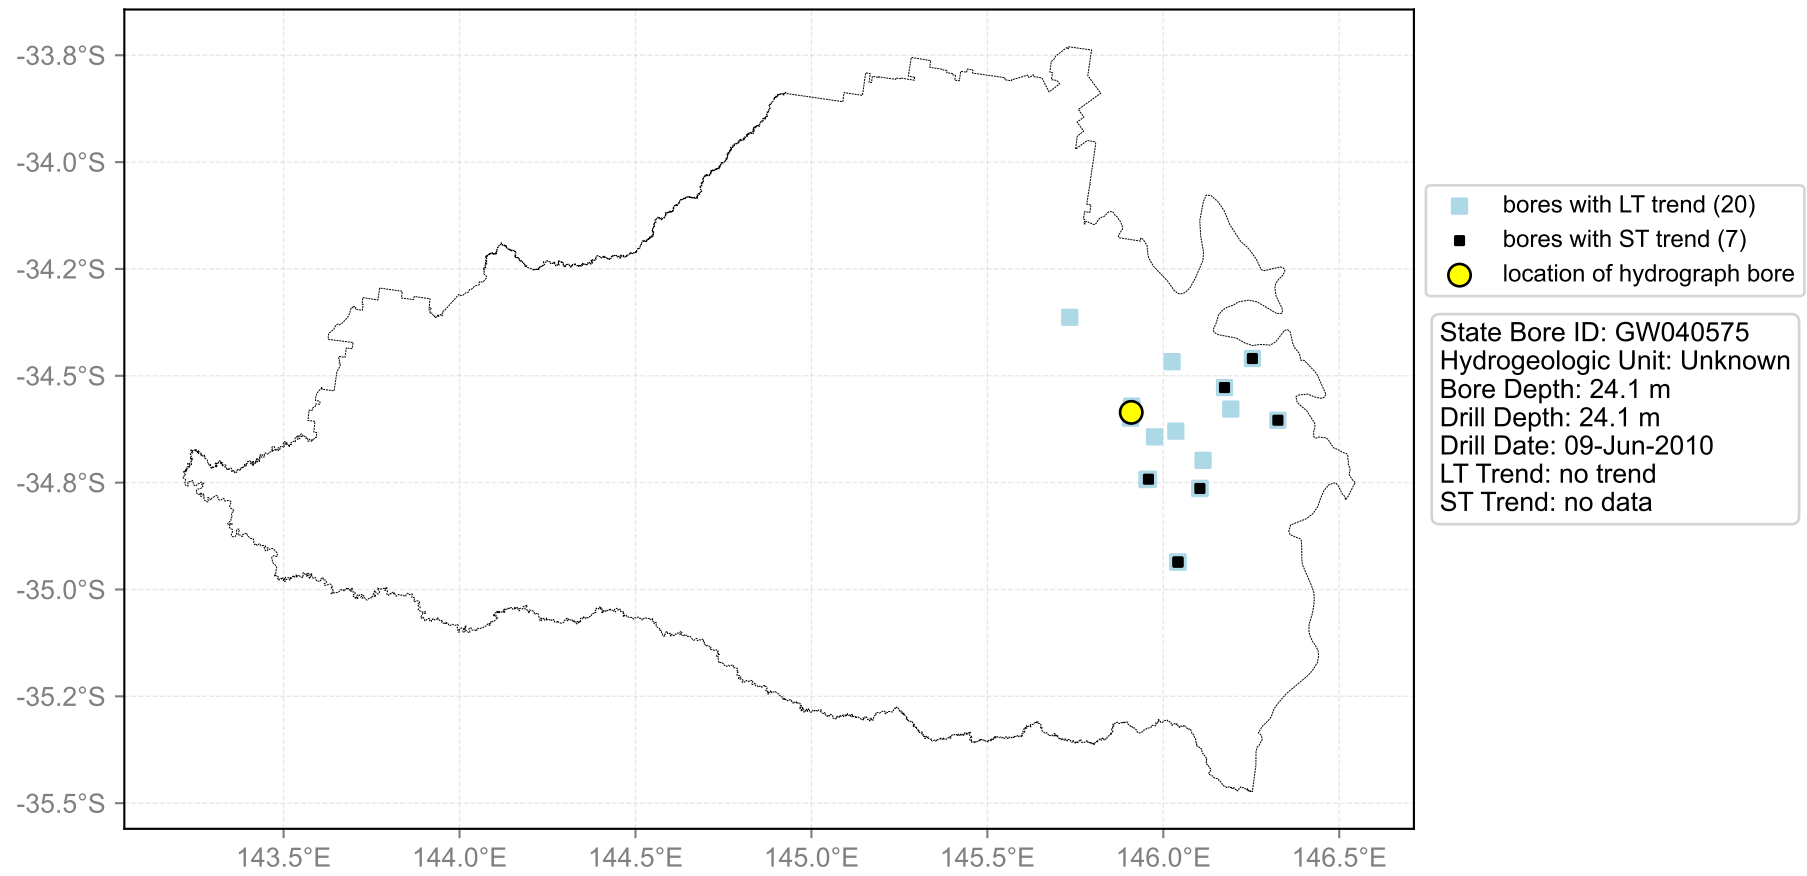 -33.8°S
-34.0°S
-34.2°S
-34.5°S
-34.8°S
-35.0°S
-35.2°S
-35.5°S
143.5°E
144.0°E
144.5°E
145.0°E
145.5°E
146.0°E
146.5°E
bores with LT trend (20)
bores with ST trend (7)
location of hydrograph bore
State Bore ID: GW040575
Hydrogeologic Unit: Unknown
Bore Depth: 24.1 m
Drill Depth: 24.1 m
Drill Date: 09-Jun-2010
LT Trend: no trend
ST Trend: no data